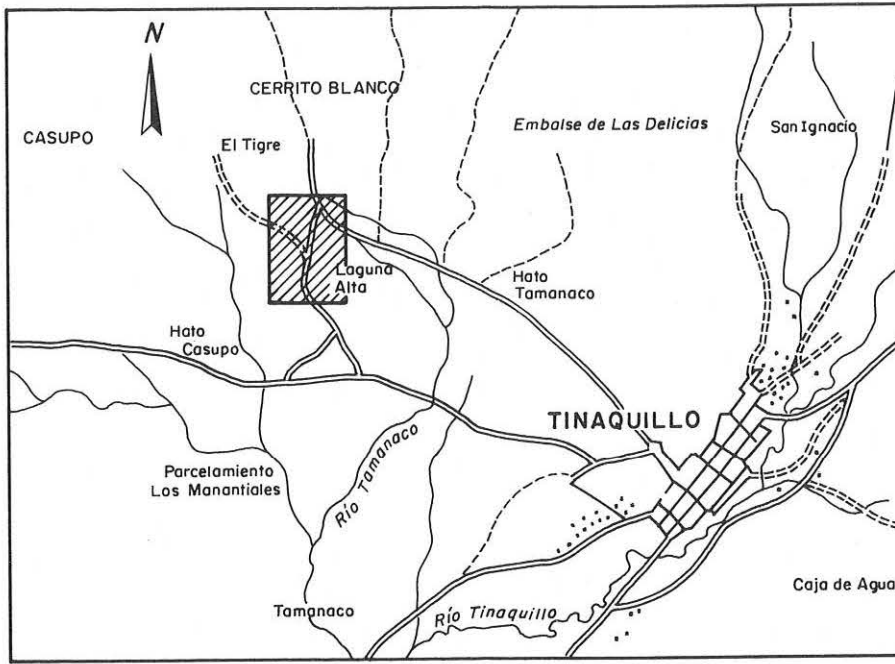 N
CERRITO BLANCO
CASUPO
El Tigre
Embalse de Las Delicias
San Ignacio
Laguna
Alta
Hato
Tamanaco
Hato
Casupo
TINAQUILLO
Parcelamiento
Los Manantiales
Río Tamanaco
Caja de Agua
Tamanaco
Río Tinaquillo